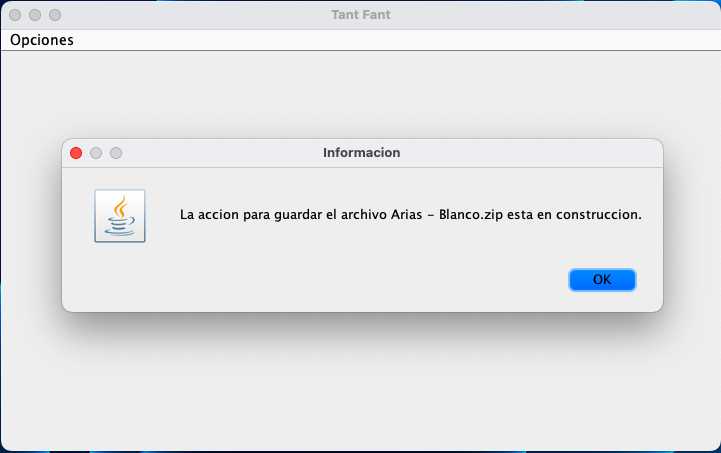 Tant Fant
Opciones
Informacion
La accion para guardar el archivo Arias - Blanco.zip esta en construccion.
OK